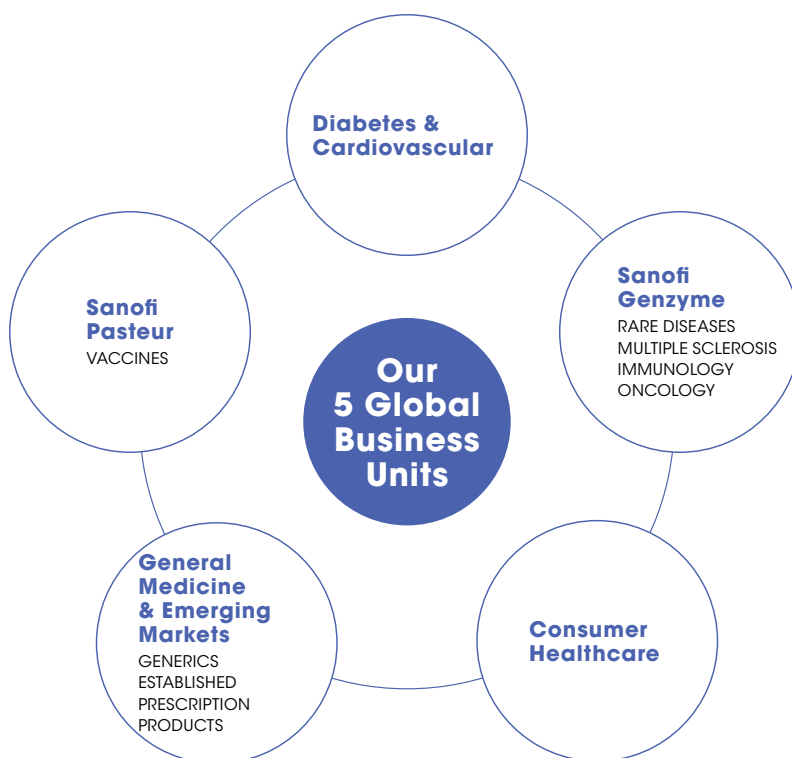 Diabetes &
Cardiovascular
Sanofi
Pasteur
VACCINES
Sanofi
Genzyme
RARE DISEASES
MULTIPLE SCLEROSIS
IMMUNOLOGY
ONCOLOGY
Our
5 Global
Business
Units
General
Medicine
& Emerging
Markets
GENERICS
ESTABLISHED
PRESCRIPTION
PRODUCTS
Consumer
Healthcare